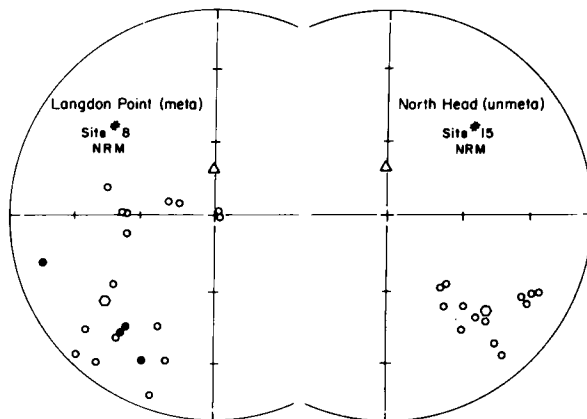 Langdon Point (meta)
Site #8
NRM
North Head (unmeta)
Site #15
NRM